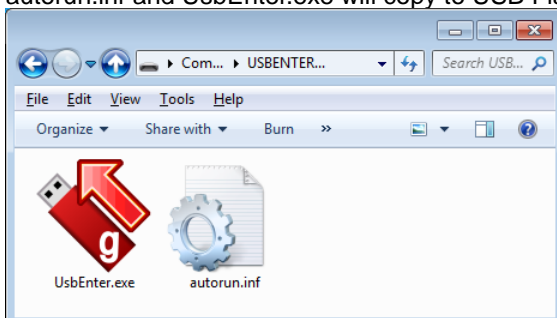 autorun.inf and UsbEnter.exe will copy to USB
Com... USBENTER...
Search USB...
File Edit View Tools Help
Organize Share with Burn »
g
UsbEnter.exe autorun.inf